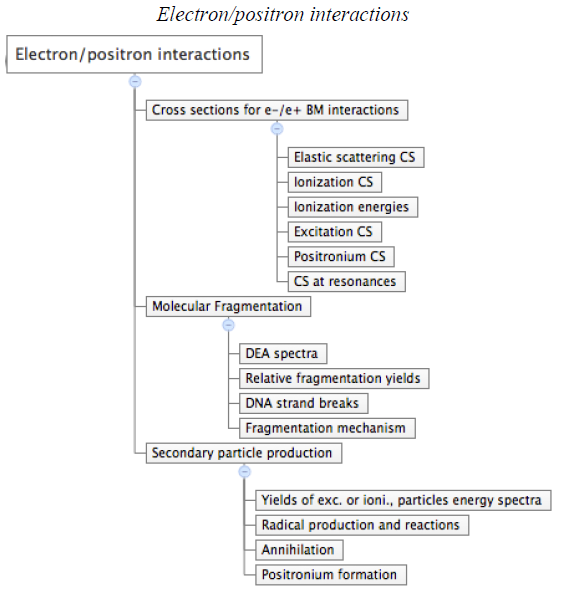 Electron/positron interactions
Electron/positron interactions
Cross sections for e-/e+ BM interactions
Elastic scattering CS
Ionization CS
Ionization energies
Excitation CS
Positronium CS
CS at resonances
Molecular Fragmentation
DEA spectra
Relative fragmentation yields
DNA strand breaks
Fragmentation mechanism
Secondary particle production
Yields of exc. or ioni., particles energy spectra
Radical production and reactions
Annihilation
Positronium formation